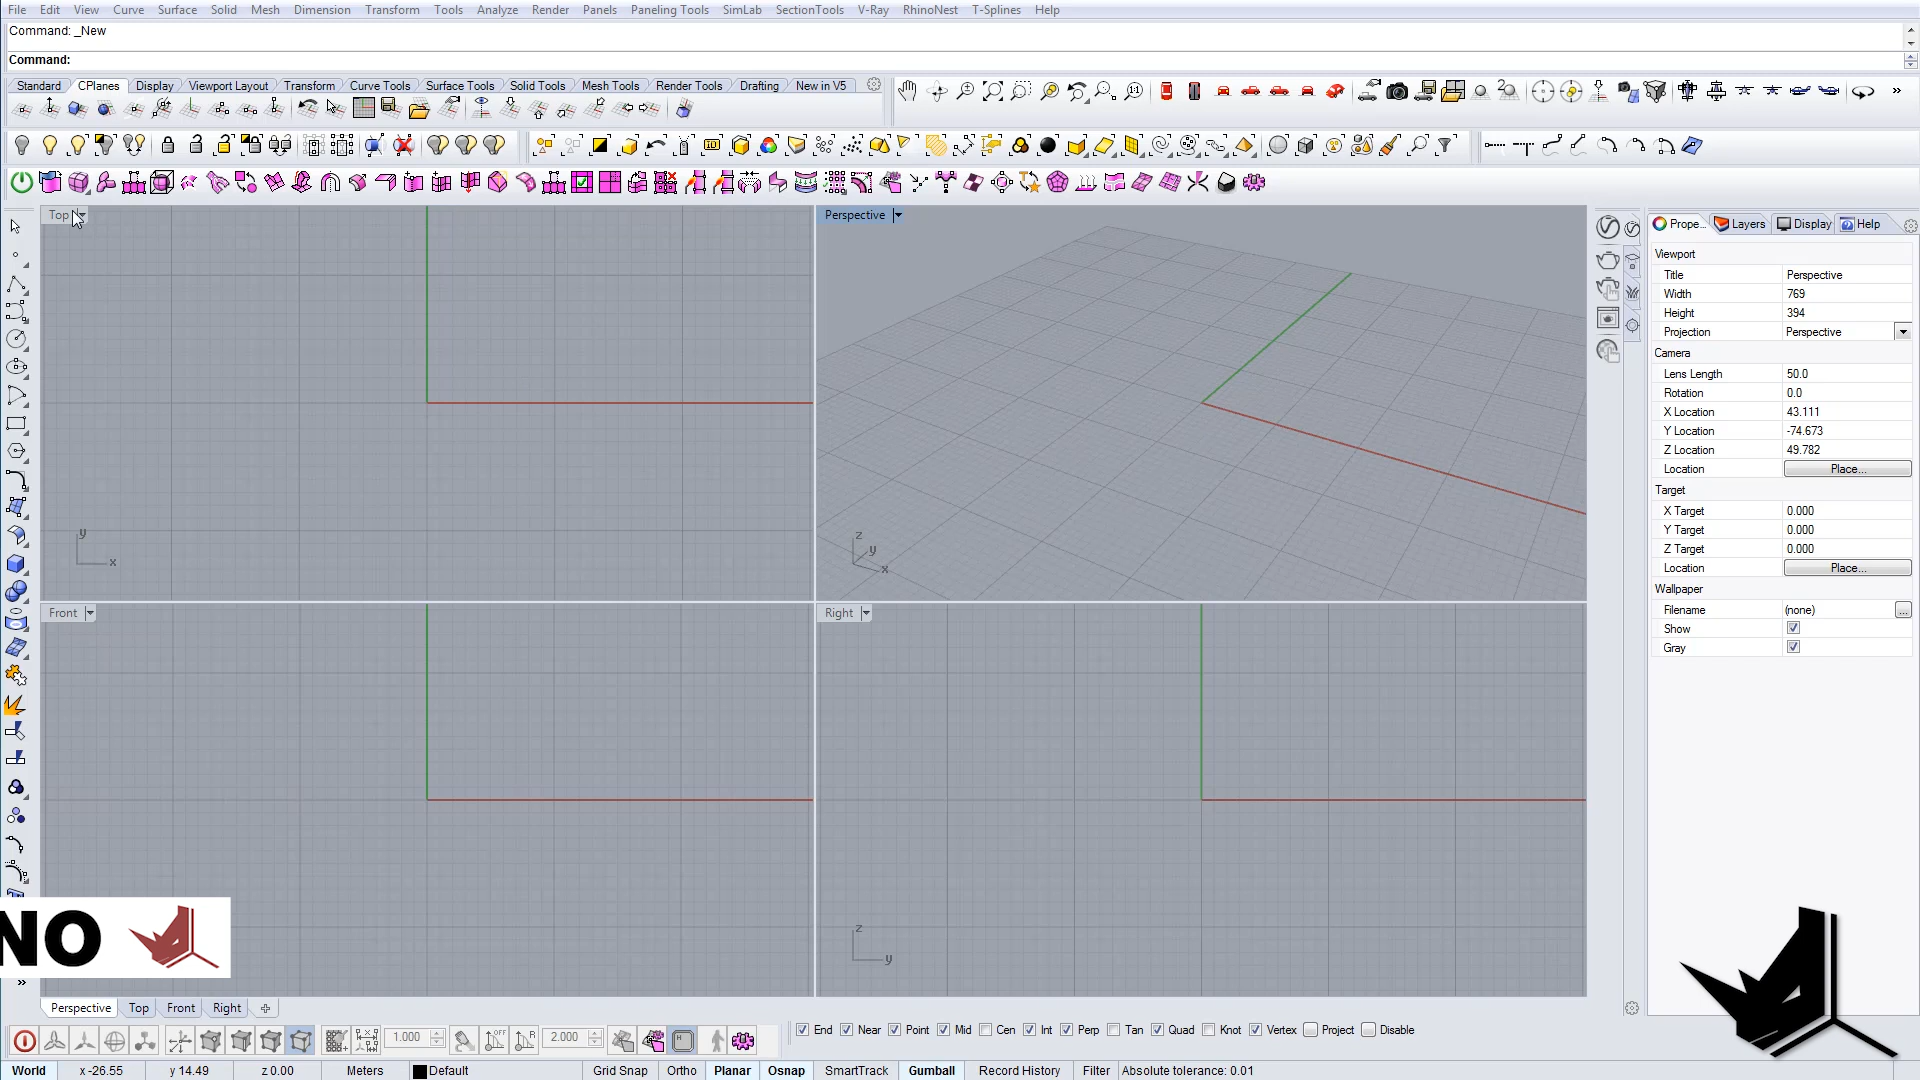 File Edit View Curve Surface Solid Mesh Dimension Transform Tools Analyze Render Panels Paneling Tools SimLab SectionTools V-Ray RhinoNest T-Splines Help
Command: _New
Command:
Standard CPlanes Display Viewport Layout Transform Curve Tools Surface Tools Solid Tools Mesh Tools Render Tools Drafting New in V5
Top
Perspective
Prope... Layers Display Help
Viewport
Title Perspective
Width 769
Height 394
Projection Perspective
Camera
Lens Length 50.0
Rotation 0.0
X Location 43.111
Y Location -74.673
Z Location 49.782
Location Place...
Target
X Target 0.000
Y Target 0.000
Z Target 0.000
Location Place...
Wallpaper
Filename (none) ...
Show
Gray
y
x
z
y
x
Front
Right
z
y
NO
Perspective Top Front Right
1.000
2.000
End Near Point Mid Cen Int Perp Tan Quad Knot Vertex Project Disable
World x -26.55 y 14.49 z 0.00 Meters Default Grid Snap Ortho Planar Osnap SmartTrack Gumball Record History Filter Absolute tolerance: 0.01